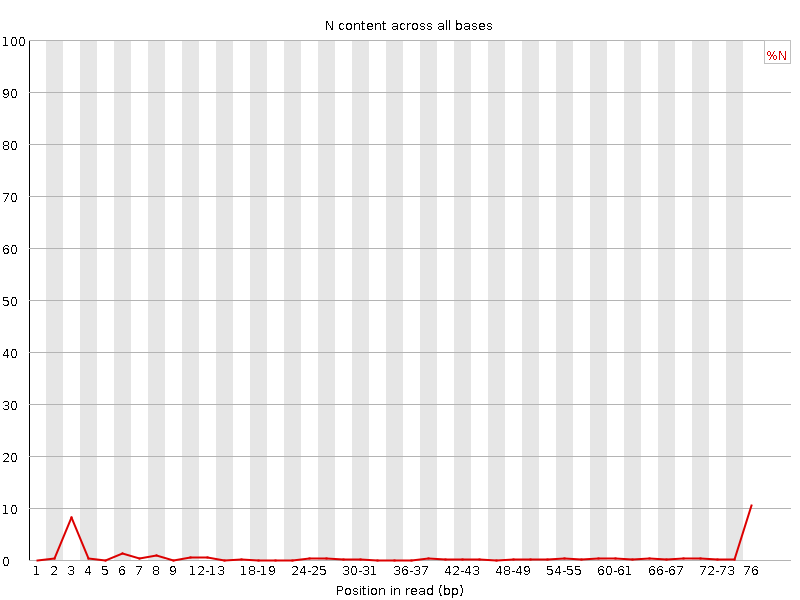 N content across all bases
%N
100
90
80
70
60
50
40
30
20
10
0
1 2 3 4 5 6 7 8 9 12-13 18-19 24-25 30-31 36-37 42-43 48-49 54-55 60-61 66-67 72-73 76
Position in read (bp)